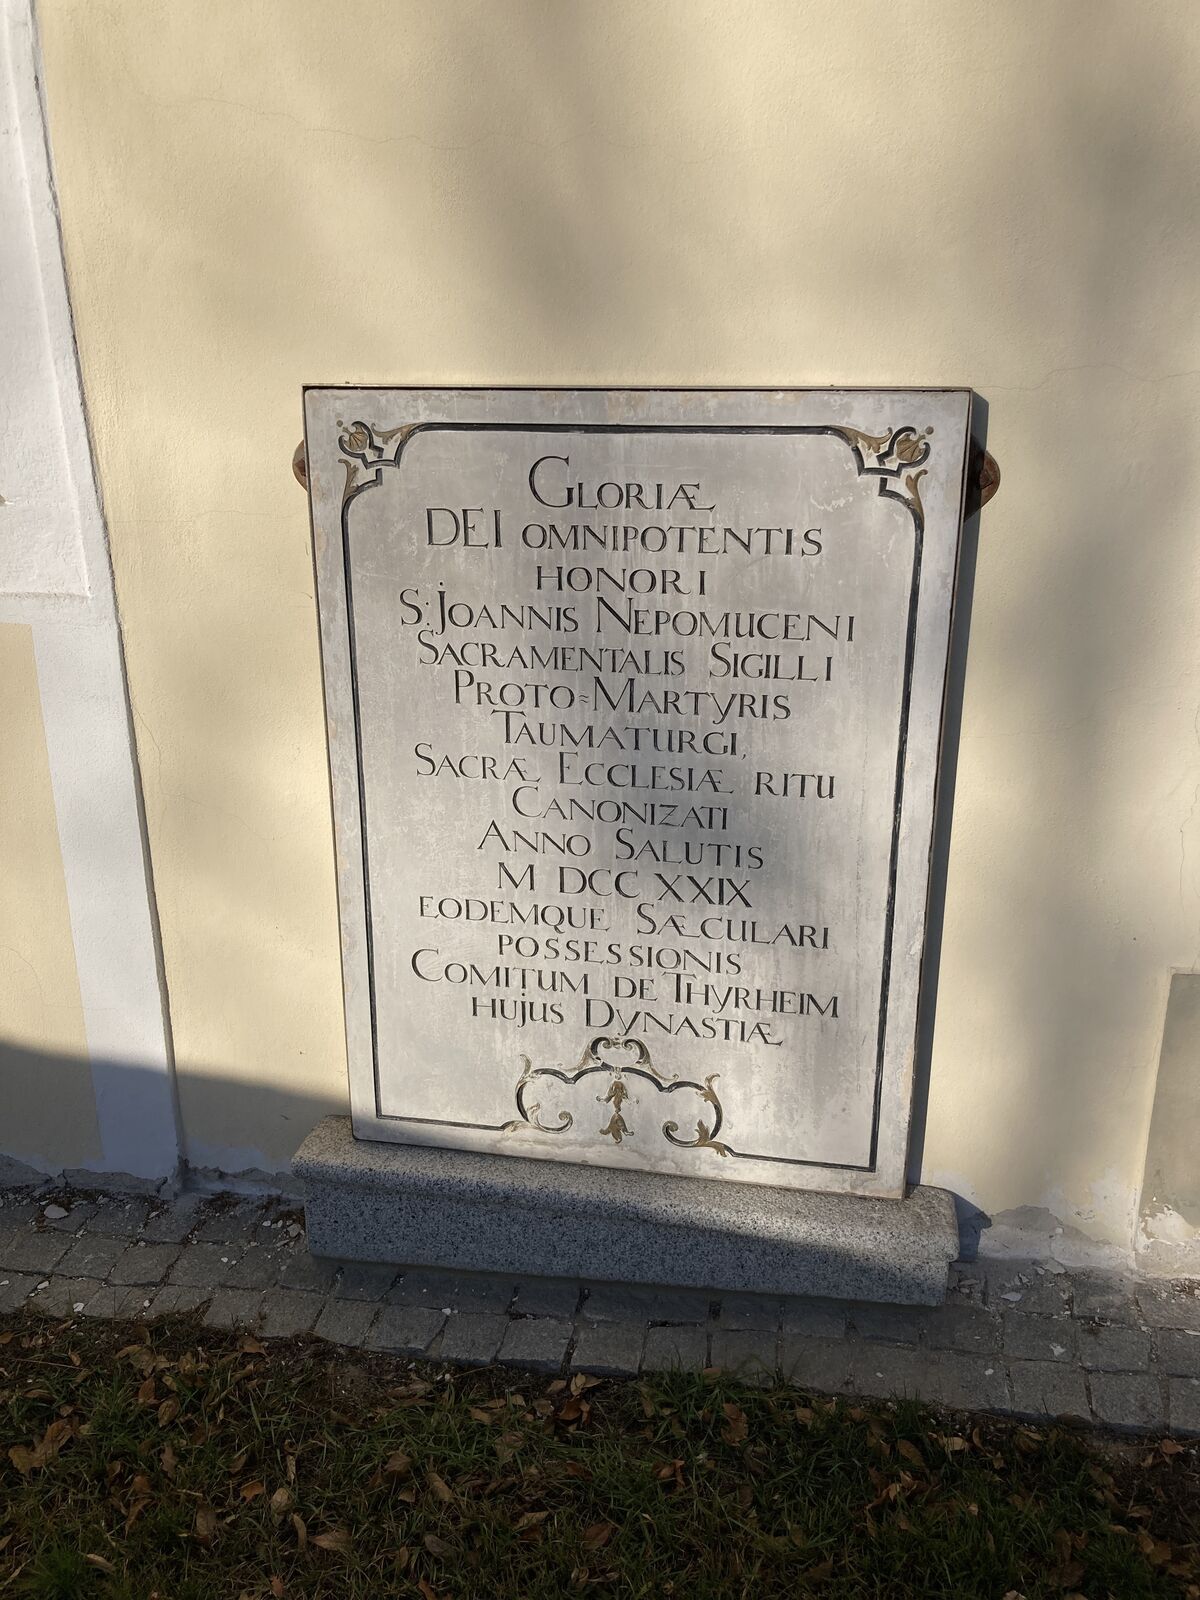 GLORIÆ
DEI OMNIPOTENTIS
HONORI
S: JOANNIS NEPOMUCENI
SACRAMENTALIS SIGILLI
PROTO=MARTYRIS
TAUMATURGI,
SACRÆ ECCLESIÆ RITU
CANONIZATI
ANNO SALUTIS
M DCC XXIX
EODEMQUE SÆCULARI
POSSESSIONIS
COMITUM DE THYRHEIM
HUJUS DYNASTIÆ